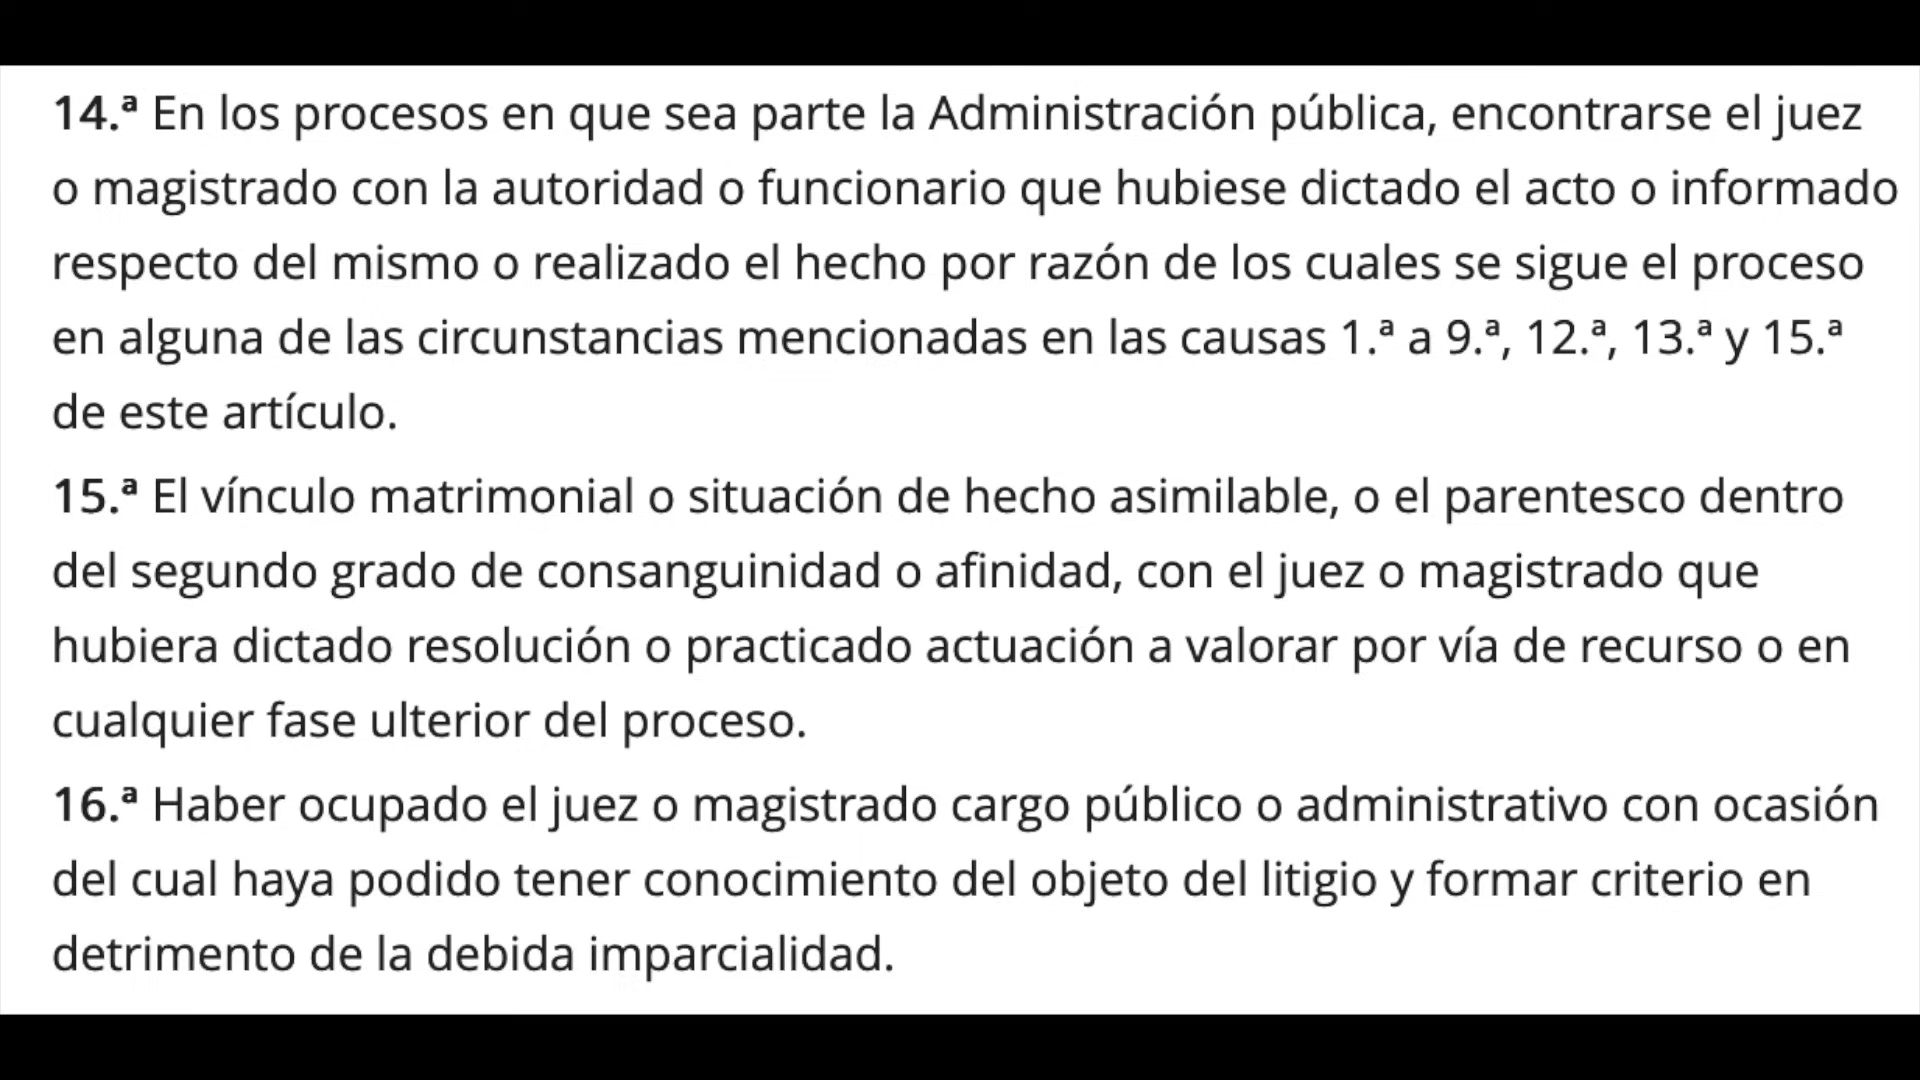 14.ª En los procesos en que sea parte la Administración pública, encontrarse el juez
o magistrado con la autoridad o funcionario que hubiese dictado el acto o informado
respecto del mismo o realizado el hecho por razón de los cuales se sigue el proceso
en alguna de las circunstancias mencionadas en las causas 1.ª a 9.ª, 12.ª, 13.ª y 15.ª
de este artículo.
15.ª El vínculo matrimonial o situación de hecho asimilable, o el parentesco dentro
del segundo grado de consanguinidad o afinidad, con el juez o magistrado que
hubiera dictado resolución o practicado actuación a valorar por vía de recurso o en
cualquier fase ulterior del proceso.
16.ª Haber ocupado el juez o magistrado cargo público o administrativo con ocasión
del cual haya podido tener conocimiento del objeto del litigio y formar criterio en
detrimento de la debida imparcialidad.